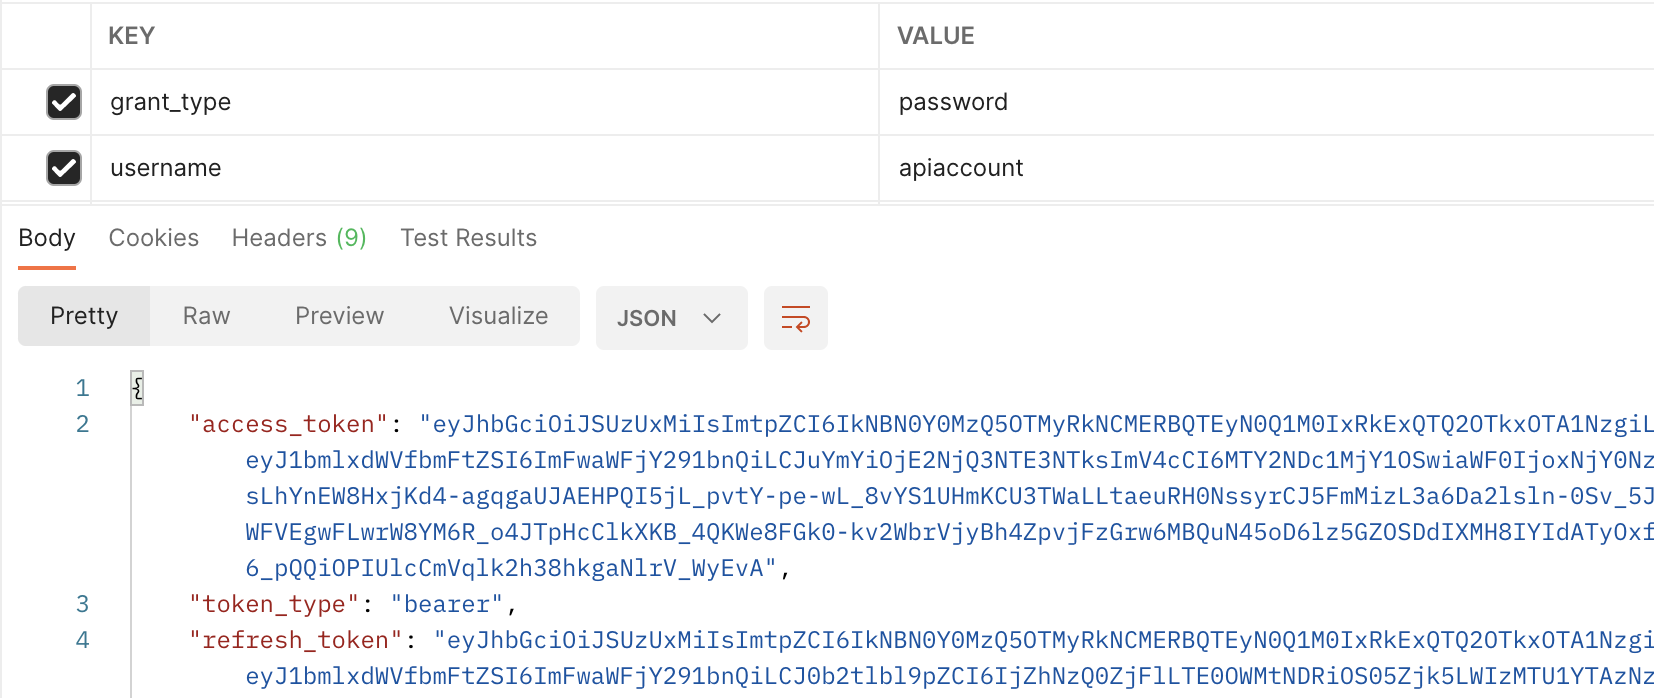 KEY VALUE
grant_type password
username apiaccount
Body Cookies Headers (9) Test Results
Pretty Raw Preview Visualize JSON
1 {
2 "access_token": "eyJhbGciOiJSUzUxMiIsImtpZCI6IkNBN0Y0MzQ5OTMyRkNCMERBQTEyN0Q1M0IxRkExQTQ2OTkxOTA1NzgiL
eyJ1bmlxdWVfbmFtZSI6ImFwaWFjY291bnQiLCJuYmYiOjE2NjQ3NTE3NTksImV4cCI6MTY2NDc1MjY1OSwiaWF0IjoxNjY0Nz
sLhYnEW8HxjKd4-agqgaUJAEHPQI5jL_pvtY-pe-wL_8vYS1UHmKCU3TWaLLtaeuRH0NssyrCJ5FmMizL3a6Da2lsln-0Sv_5J
WFVEgwFLwrW8YM6R_o4JTpHcClkXKB_4QKWe8FGk0-kv2WbrVjyBh4ZpvjFzGrw6MBQuN45oD6lz5GZOSDdIXMH8IYIdATyOxf
6_pQQiOPIUlcCmVqlk2h38hkgaNlrV_WyEvA",
3 "token_type": "bearer",
4 "refresh_token": "eyJhbGciOiJSUzUxMiIsImtpZCI6IkNBN0Y0MzQ5OTMyRkNCMERBQTEyN0Q1M0IxRkExQTQ2OTkxOTA1Nzgi
eyJ1bmlxdWVfbmFtZSI6ImFwaWFjY291bnQiLCJ0b2tlbl9pZCI6IjZhNzQ0ZjFlLTE0OWMtNDRiOS05Zjk5LWIzMTU1YTAzNz